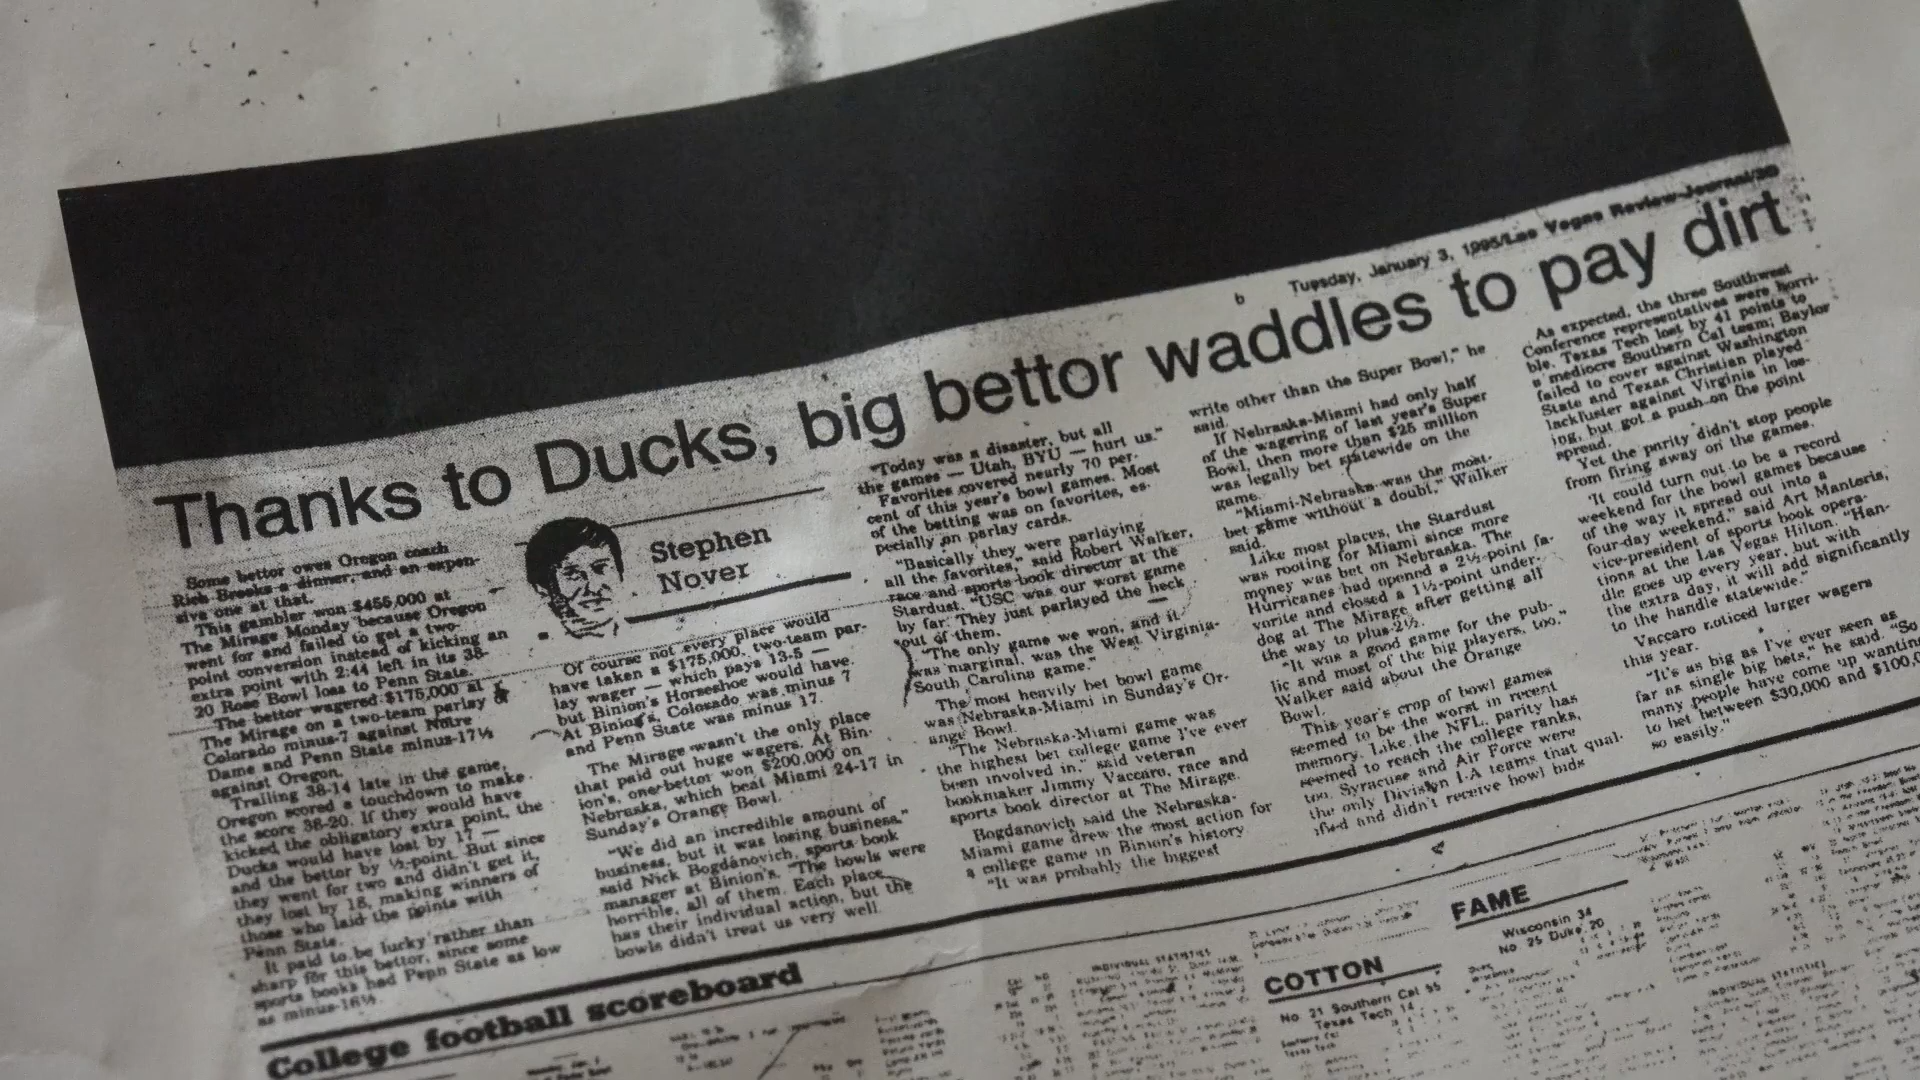 Tuesday, January 3, 1995/Las Vegas Review-Journal/3D
Thanks to Ducks, big bettor waddles to pay dirt
Stephen
Nover
Some bettor owes Oregon coach
Rich Brooks a dinner, and an expen-
sive one at that.
This gambler won $455,000 at
The Mirage Monday because Oregon
went for and failed to get a two-
point conversion instead of kicking an
extra point with 2:44 left in its 38-
20 Rose Bowl loss to Penn State.
The bettor wagered $175,000 at
The Mirage on a two-team parlay of
Colorado minus-7 against Notre
Dame and Penn State minus-17½
against Oregon.
Trailing 38-14 late in the game,
Oregon scored a touchdown to make
the score 38-20. If they would have
kicked the obligatory extra point, the
Ducks would have lost by 17 —
and the bettor by ½-point. But since
they went for two and didn't get it,
they lost by 18, making winners of
those who laid the points with
Penn State.
It paid to be lucky rather than
sharp for this bettor, since some
sports books had Penn State as low
as minus-16½.
Of course not every place would
have taken a $175,000, two-team par-
lay wager — which pays 13-5 —
but Binion's Horseshoe would have.
At Binion's, Colorado was minus 7
and Penn State was minus 17.
The Mirage wasn't the only place
that paid out huge wagers. At Bin-
ion's, one bettor won $200,000 on
Nebraska, which beat Miami 24-17 in
Sunday's Orange Bowl.
"We did an incredible amount of
business, but it was losing business,"
said Nick Bogdanovich, sports book
manager at Binion's. "The bowls were
horrible, all of them. Each place
has their individual action, but the
bowls didn't treat us very well.
"Today was a disaster, but all
the games — Utah, BYU — hurt us."
Favorites covered nearly 70 per-
cent of this year's bowl games. Most
of the betting was on favorites, es-
pecially on parlay cards.
"Basically they were parlaying
all the favorites," said Robert Walker,
race and sports book director at the
Stardust. "USC was our worst game
by far. They just parlayed the heck
out of them.
"The only game we won, and it
was marginal, was the West Virginia-
South Carolina game."
The most heavily bet bowl game
was Nebraska-Miami in Sunday's Or-
ange Bowl.
"The Nebraska-Miami game was
the highest bet college game I've ever
been involved in," said veteran
bookmaker Jimmy Vaccaro, race and
sports book director at The Mirage.
Bogdanovich said the Nebraska-
Miami game drew the most action for
a college game in Binion's history
"It was probably the biggest
write other than the Super Bowl," he
said.
If Nebraska-Miami had only half
of the wagering of last year's Super
Bowl, then more than $25 million
was legally bet statewide on the
game.
"Miami-Nebraska was the most-
bet game without a doubt," Walker
said.
Like most places, the Stardust
was rooting for Miami since more
money was bet on Nebraska. The
Hurricanes had opened a 2½-point fa-
vorite and closed a 1½-point under-
dog at The Mirage after getting all
the way to plus-2½.
"It was a good game for the pub-
lic and most of the big players, too,"
Walker said about the Orange
Bowl.
This year's crop of bowl games
seemed to be the worst in recent
memory. Like the NFL, parity has
seemed to reach the college ranks,
too. Syracuse and Air Force were
the only Division I-A teams that qual-
ified and didn't receive bowl bids
As expected, the three Southwest
Conference representatives were horri-
ble. Texas Tech lost by 41 points to
a mediocre Southern Cal team; Baylor
failed to cover against Washington
State and Texas Christian played
lackluster against Virginia in los-
ing, but got a push on the point
spread.
Yet the parity didn't stop people
from firing away on the games.
"It could turn out to be a record
weekend for the bowl games because
of the way it spread out into a
four-day weekend," said Art Manteris,
vice-president of sports book opera-
tions at the Las Vegas Hilton. "Han-
dle goes up every year, but with
the extra day, it will add significantly
to the handle statewide."
Vaccaro noticed larger wagers
this year.
"It's as big as I've ever seen as
far as single big bets," he said. "So
many people have come up wanting
to bet between $30,000 and $100,0
so easily."
College football scoreboard
INDIVIDUAL STATISTICS
COTTON
No. 21 Southern Cal 55
Texas Tech 14
FAME
Wisconsin 34
No. 25 Duke 20
INDIVIDUAL STATISTICS